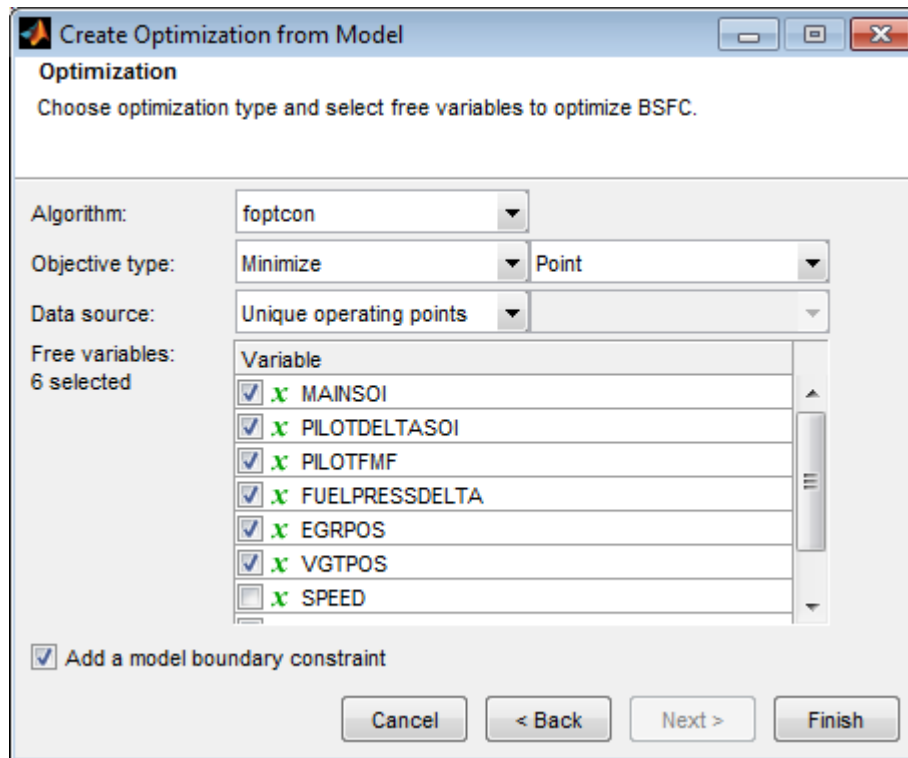 Create Optimization from Model
Optimization
Choose optimization type and select free variables to optimize BSFC.
Algorithm: foptcon
Objective type: Minimize Point
Data source: Unique operating points
Free variables:
6 selected
Variable
x MAINSOI
x PILOTDELTASOI
x PILOTFMF
x FUELPRESSDELTA
x EGRPOS
x VGTPOS
x SPEED
Add a model boundary constraint
Cancel < Back Next > Finish